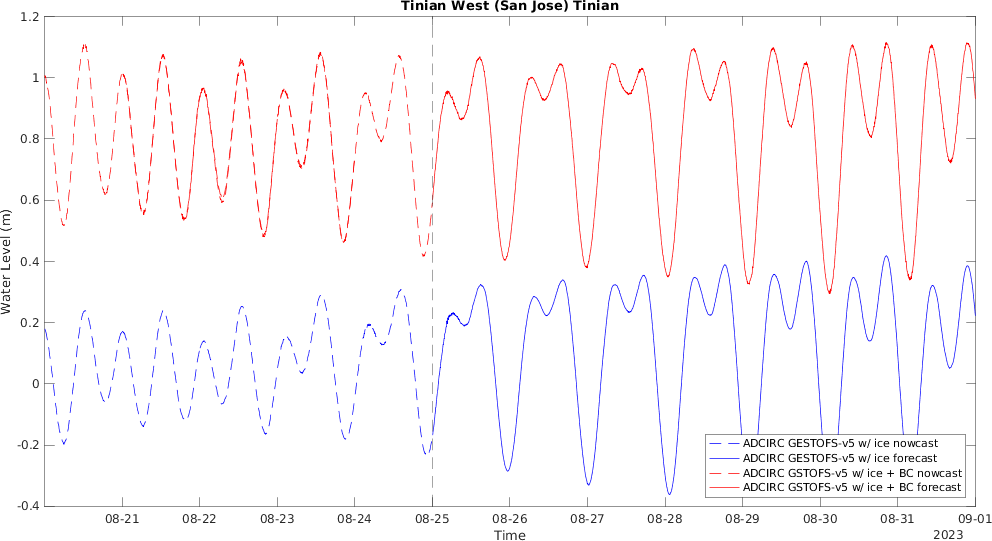 Tinian West (San Jose) Tinian
1.2
1
0.8
0.6
0.4
0.2
0
-0.2
-0.4
Water Level (m)
ADCIRC GESTOFS-v5 w/ ice nowcast
ADCIRC GESTOFS-v5 w/ ice forecast
ADCIRC GSTOFS-v5 w/ ice + BC nowcast
ADCIRC GSTOFS-v5 w/ ice + BC forecast
08-21 08-22 08-23 08-24 08-25 08-26 08-27 08-28 08-29 08-30 08-31 09-01
Time
2023